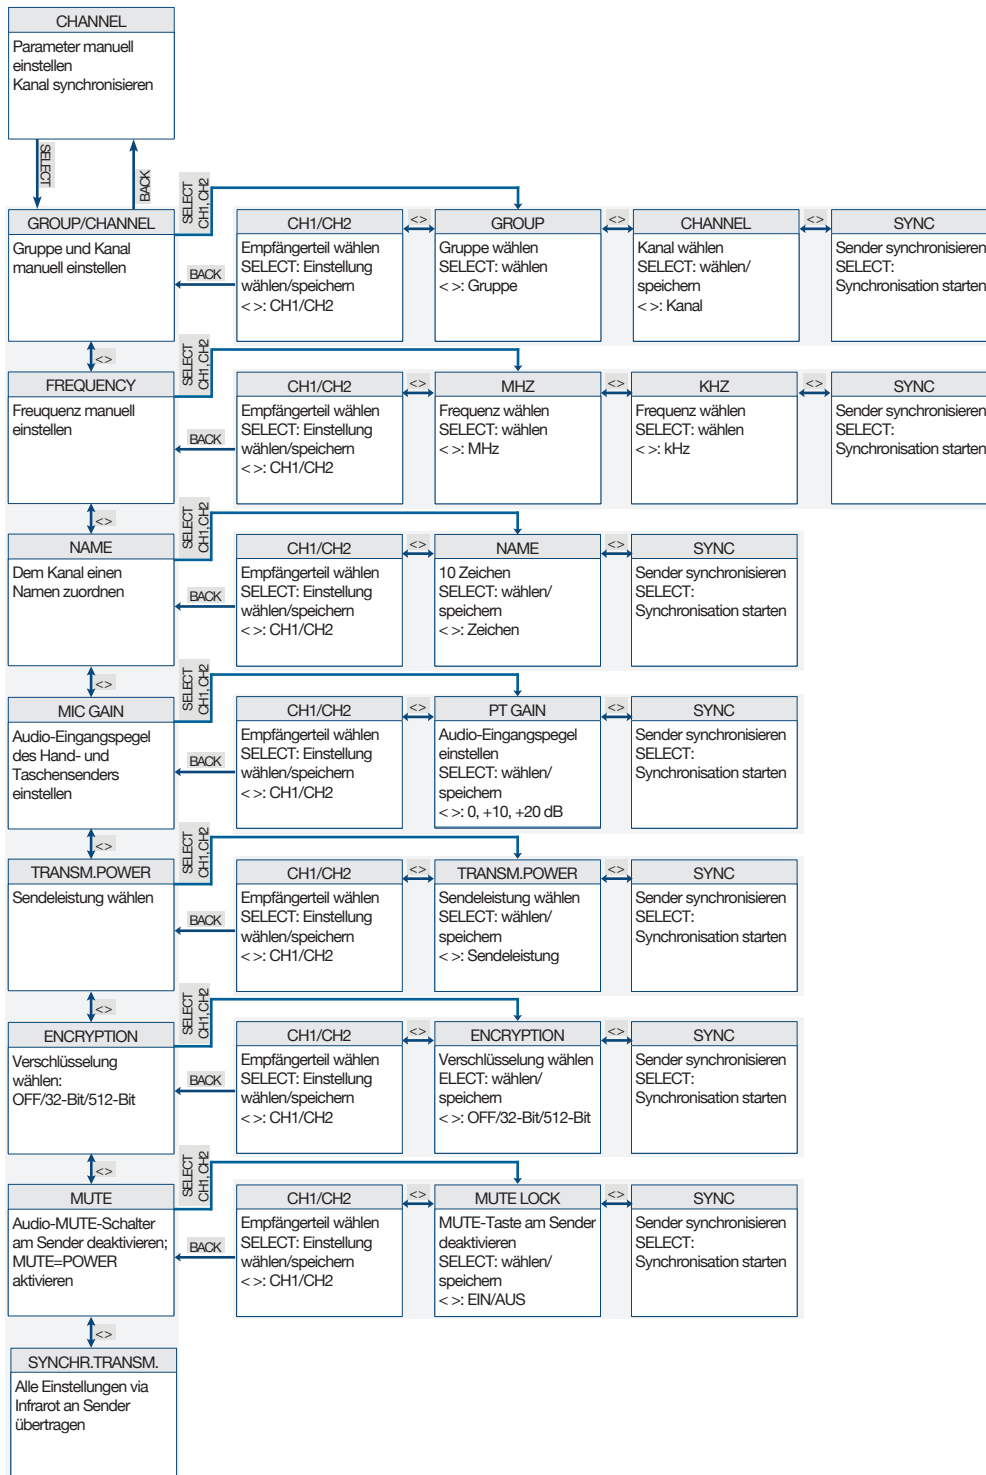 CHANNEL
Parameter manuell
einstellen
Kanal synchronisieren
SELECT
BACK
SELECT
CH1, CH2
GROUP/CHANNEL
Gruppe und Kanal
manuell einstellen
BACK
CH1/CH2
Empfängerteil wählen
SELECT: Einstellung
wählen/speichern
< >: CH1/CH2
<>
GROUP
Gruppe wählen
SELECT: wählen
< >: Gruppe
<>
CHANNEL
Kanal wählen
SELECT: wählen/
speichern
< >: Kanal
<>
SYNC
Sender synchronisieren
SELECT:
Synchronisation starten
<>
SELECT
CH1, CH2
FREQUENCY
Freuquenz manuell
einstellen
BACK
CH1/CH2
Empfängerteil wählen
SELECT: Einstellung
wählen/speichern
< >: CH1/CH2
<>
MHZ
Frequenz wählen
SELECT: wählen
< >: MHz
<>
KHZ
Frequenz wählen
SELECT: wählen
< >: kHz
<>
SYNC
Sender synchronisieren
SELECT:
Synchronisation starten
<>
SELECT
CH1, CH2
NAME
Dem Kanal einen
Namen zuordnen
BACK
CH1/CH2
Empfängerteil wählen
SELECT: Einstellung
wählen/speichern
< >: CH1/CH2
<>
NAME
10 Zeichen
SELECT: wählen/
speichern
< >: Zeichen
<>
SYNC
Sender synchronisieren
SELECT:
Synchronisation starten
<>
SELECT
CH1, CH2
MIC GAIN
Audio-Eingangspegel
des Hand- und
Taschensenders
einstellen
BACK
CH1/CH2
Empfängerteil wählen
SELECT: Einstellung
wählen/speichern
< >: CH1/CH2
<>
PT GAIN
Audio-Eingangspegel
einstellen
SELECT: wählen/
speichern
< >: 0, +10, +20 dB
<>
SYNC
Sender synchronisieren
SELECT:
Synchronisation starten
<>
SELECT
CH1, CH2
TRANSM.POWER
Sendeleistung wählen
BACK
CH1/CH2
Empfängerteil wählen
SELECT: Einstellung
wählen/speichern
< >: CH1/CH2
<>
TRANSM.POWER
Sendeleistung wählen
SELECT: wählen/
speichern
< >: Sendeleistung
<>
SYNC
Sender synchronisieren
SELECT:
Synchronisation starten
<>
SELECT
CH1, CH2
ENCRYPTION
Verschlüsselung
wählen:
OFF/32-Bit/512-Bit
BACK
CH1/CH2
Empfängerteil wählen
SELECT: Einstellung
wählen/speichern
< >: CH1/CH2
<>
ENCRYPTION
Verschlüsselung wählen
ELECT: wählen/
speichern
< >: OFF/32-Bit/512-Bit
<>
SYNC
Sender synchronisieren
SELECT:
Synchronisation starten
<>
SELECT
CH1, CH2
MUTE
Audio-MUTE-Schalter
am Sender deaktivieren;
MUTE=POWER
aktivieren
BACK
CH1/CH2
Empfängerteil wählen
SELECT: Einstellung
wählen/speichern
< >: CH1/CH2
<>
MUTE LOCK
MUTE-Taste am Sender
deaktivieren
SELECT: wählen/
speichern
< >: EIN/AUS
<>
SYNC
Sender synchronisieren
SELECT:
Synchronisation starten
<>
SYNCHR.TRANSM.
Alle Einstellungen via
Infrarot an Sender
übertragen